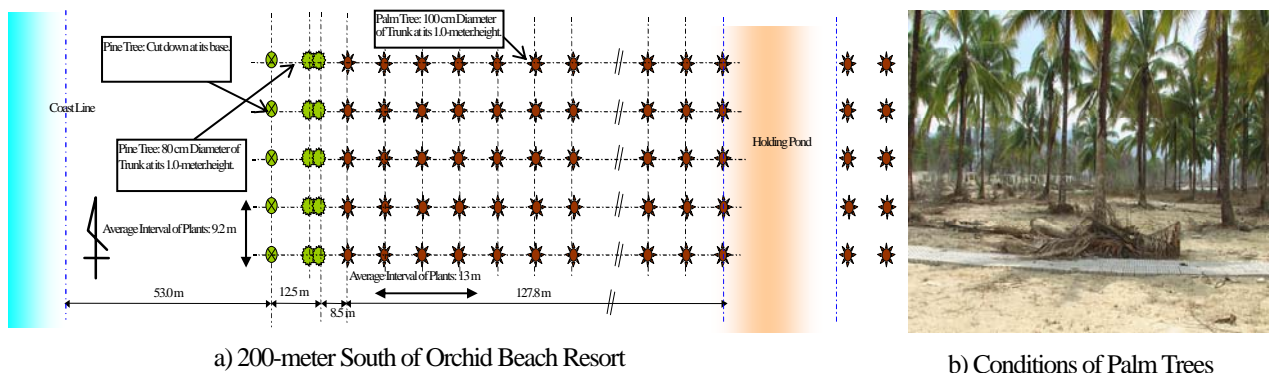 Palm Tree: 100 cm Diameter
of Trunk at its 1.0-meter.height.
Pine Tree: Cut down at its base.
Coast Line
Pine Tree: 80 cm Diameter of
Trunk at its 1.0-meter.height.
Holding Pond
Average Interval of Plants: 9.2 m
Average Interval of Plants: 13 m
53.0 m
12.5 m
8.5 m
127.8 m
a) 200-meter South of Orchid Beach Resort
b) Conditions of Palm Trees